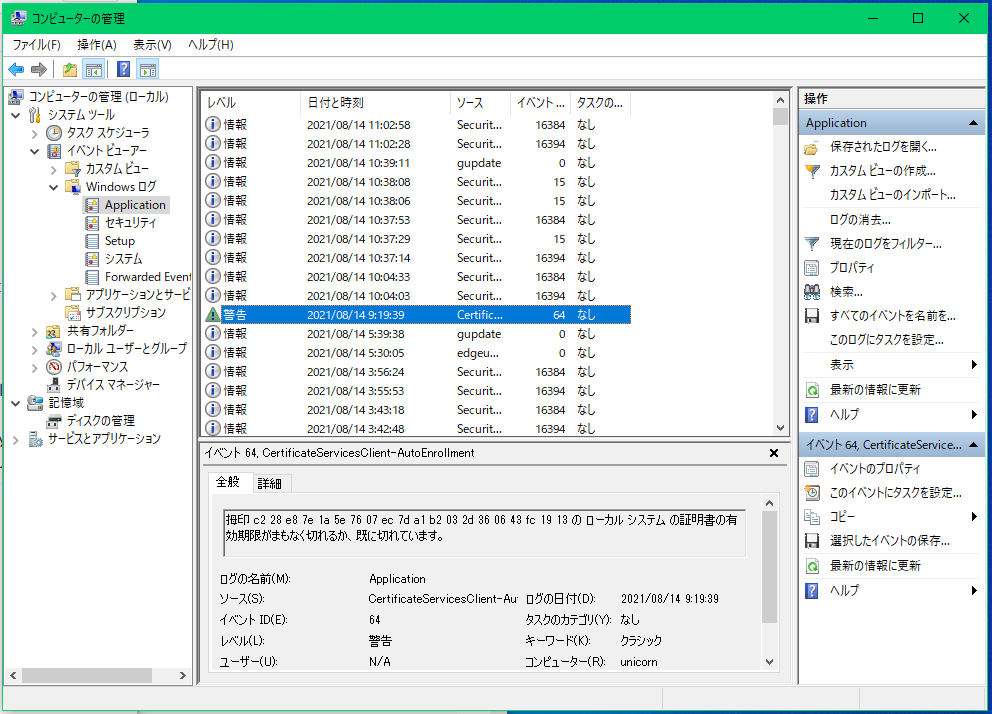 コンピューターの管理
ファイル(F) 操作(A) 表示(V) ヘルプ(H)
コンピューターの管理 (ローカル)
システム ツール
タスク スケジューラ
イベント ビューアー
カスタム ビュー
Windows ログ
Application
セキュリティ
Setup
システム
Forwarded Event
アプリケーションとサービ
サブスクリプション
共有フォルダー
ローカル ユーザーとグループ
パフォーマンス
デバイス マネージャー
記憶域
ディスクの管理
サービスとアプリケーション
レベル 日付と時刻 ソース イベント... タスクの...
情報 2021/08/14 11:02:58 Securit... 16384 なし
情報 2021/08/14 11:02:28 Securit... 16394 なし
情報 2021/08/14 10:39:11 gupdate 0 なし
情報 2021/08/14 10:38:08 Securit... 15 なし
情報 2021/08/14 10:38:06 Securit... 15 なし
情報 2021/08/14 10:37:53 Securit... 16384 なし
情報 2021/08/14 10:37:29 Securit... 15 なし
情報 2021/08/14 10:37:14 Securit... 16394 なし
情報 2021/08/14 10:04:33 Securit... 16384 なし
情報 2021/08/14 10:04:03 Securit... 16394 なし
警告 2021/08/14 9:19:39 Certific... 64 なし
情報 2021/08/14 5:39:38 gupdate 0 なし
情報 2021/08/14 5:30:05 edgeu... 0 なし
情報 2021/08/14 3:56:24 Securit... 16384 なし
情報 2021/08/14 3:55:53 Securit... 16394 なし
情報 2021/08/14 3:43:18 Securit... 16384 なし
情報 2021/08/14 3:42:48 Securit... 16394 なし
イベント 64, CertificateServicesClient-AutoEnrollment
全般 詳細
拇印 c2 28 e8 7e 1a 5e 76 07 ec 7d a1 b2 03 2d 36 06 43 fc 19 13 の ローカル システム の証明書の有
効期限がまもなく切れるか、既に切れています。
ログの名前(M): Application
ソース(S): CertificateServicesClient-Au ログの日付(D): 2021/08/14 9:19:39
イベント ID(E): 64 タスクのカテゴリ(Y): なし
レベル(L): 警告 キーワード(K): クラシック
ユーザー(U): N/A コンピューター(R): unicorn
操作
Application
保存されたログを開く...
カスタム ビューの作成...
カスタム ビューのインポート...
ログの消去...
現在のログをフィルター...
プロパティ
検索...
すべてのイベントを名前を...
このログにタスクを設定...
表示
最新の情報に更新
ヘルプ
イベント 64, CertificateService...
イベントのプロパティ
このイベントにタスクを設定...
コピー
選択したイベントの保存...
最新の情報に更新
ヘルプ